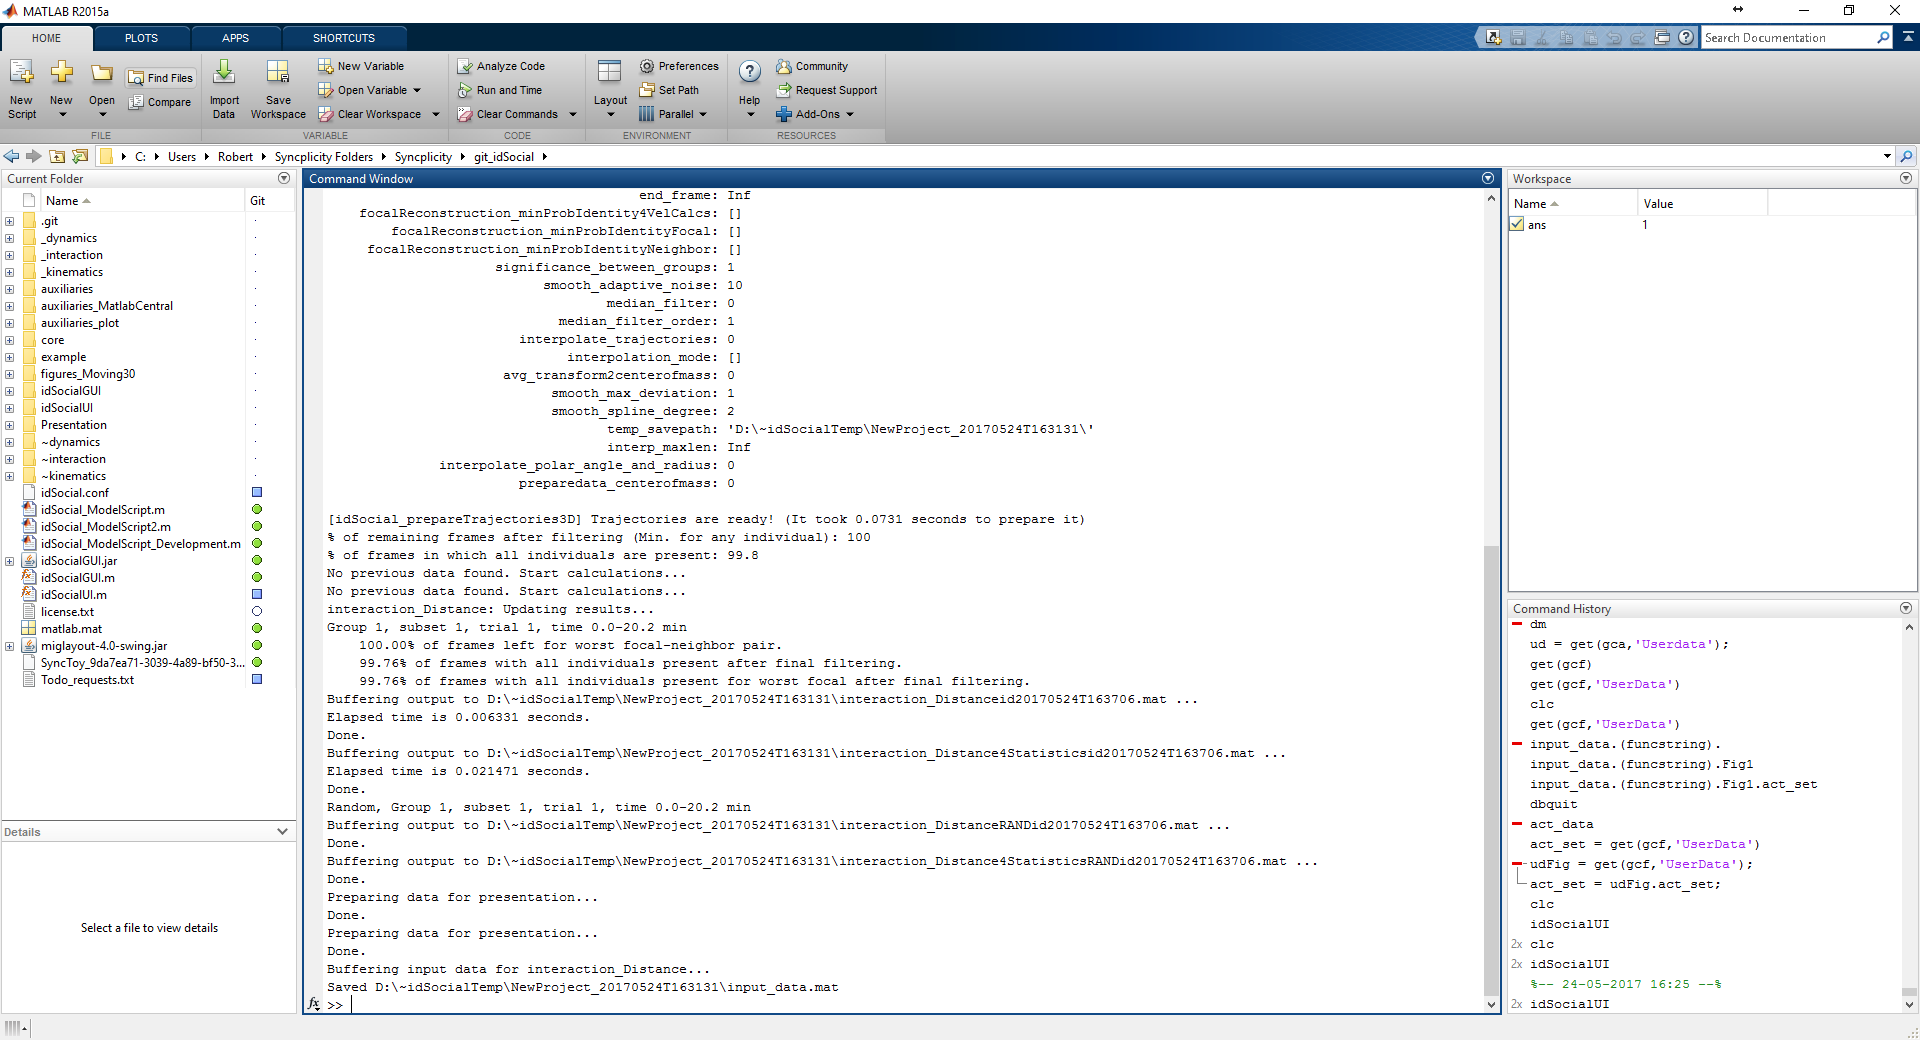 MATLAB R2015a
HOME
PLOTS
APPS
SHORTCUTS
Search Documentation
New Script
New
Open
Find Files
Compare
Import Data
Save Workspace
New Variable
Open Variable
Clear Workspace
Analyze Code
Run and Time
Clear Commands
Layout
Preferences
Set Path
Parallel
Help
Community
Request Support
Add-Ons
FILE
VARIABLE
CODE
ENVIRONMENT
RESOURCES
C: Users Robert Syncplicity Folders Syncplicity git_idSocial
Current Folder
Name Git
.git
_dynamics
_interaction
_kinematics
auxiliaries
auxiliaries_MatlabCentral
auxiliaries_plot
core
example
figures_Moving30
idSocialGUI
idSocialUI
Presentation
~dynamics
~interaction
~kinematics
idSocial.conf
idSocial_ModelScript.m
idSocial_ModelScript2.m
idSocial_ModelScript_Development.m
idSocialGUI.jar
idSocialGUI.m
idSocialUI.m
license.txt
matlab.mat
miglayout-4.0-swing.jar
SyncToy_9da7ea71-3039-4a89-bf50-3...
Todo_requests.txt
Details
Select a file to view details
Command Window
end_frame: Inf
focalReconstruction_minProbIdentity4VelCalcs: []
focalReconstruction_minProbIdentityFocal: []
focalReconstruction_minProbIdentityNeighbor: []
significance_between_groups: 1
smooth_adaptive_noise: 10
median_filter: 0
median_filter_order: 1
interpolate_trajectories: 0
interpolation_mode: []
avg_transform2centerofmass: 0
smooth_max_deviation: 1
smooth_spline_degree: 2
temp_savepath: 'D:\~idSocialTemp\NewProject_20170524T163131\'
interp_maxlen: Inf
interpolate_polar_angle_and_radius: 0
preparedata_centerofmass: 0
[idSocial_prepareTrajectories3D] Trajectories are ready! (It took 0.0731 seconds to prepare it)
% of remaining frames after filtering (Min. for any individual): 100
% of frames in which all individuals are present: 99.8
No previous data found. Start calculations...
No previous data found. Start calculations...
interaction_Distance: Updating results...
Group 1, subset 1, trial 1, time 0.0-20.2 min
100.00% of frames left for worst focal-neighbor pair.
99.76% of frames with all individuals present after final filtering.
99.76% of frames with all individuals present for worst focal after final filtering.
Buffering output to D:\~idSocialTemp\NewProject_20170524T163131\interaction_Distanceid20170524T163706.mat ...
Elapsed time is 0.006331 seconds.
Done.
Buffering output to D:\~idSocialTemp\NewProject_20170524T163131\interaction_Distance4Statisticsid20170524T163706.mat ...
Elapsed time is 0.021471 seconds.
Done.
Random, Group 1, subset 1, trial 1, time 0.0-20.2 min
Buffering output to D:\~idSocialTemp\NewProject_20170524T163131\interaction_DistanceRANDid20170524T163706.mat ...
Done.
Buffering output to D:\~idSocialTemp\NewProject_20170524T163131\interaction_Distance4StatisticsRANDid20170524T163706.mat ...
Done.
Preparing data for presentation...
Done.
Preparing data for presentation...
Done.
Buffering input data for interaction_Distance...
Saved D:\~idSocialTemp\NewProject_20170524T163131\input_data.mat
fx >>
Workspace
Name Value
ans 1
Command History
dm
ud = get(gca,'Userdata');
get(gcf)
get(gcf,'UserData')
clc
get(gcf,'UserData')
input_data.(funcstring).
input_data.(funcstring).Fig1
input_data.(funcstring).Fig1.act_set
dbquit
act_data
act_set = get(gcf,'UserData')
udFig = get(gcf,'UserData');
act_set = udFig.act_set;
clc
idSocialUI
2x clc
2x idSocialUI
%-- 24-05-2017 16:25 --%
2x idSocialUI